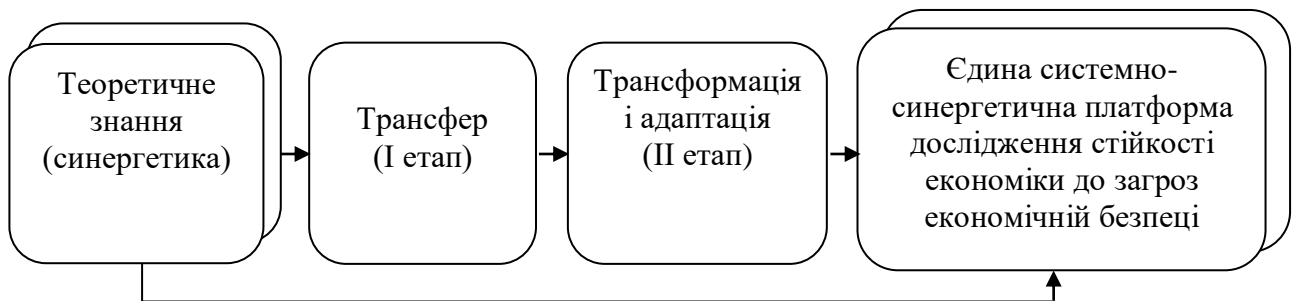 Теоретичне
знання
(синергетика)
Трансфер
(І етап)
Трансформація
і адаптація
(ІІ етап)
Єдина системно-
синергетична платформа
дослідження стійкості
економіки до загроз
економічній безпеці